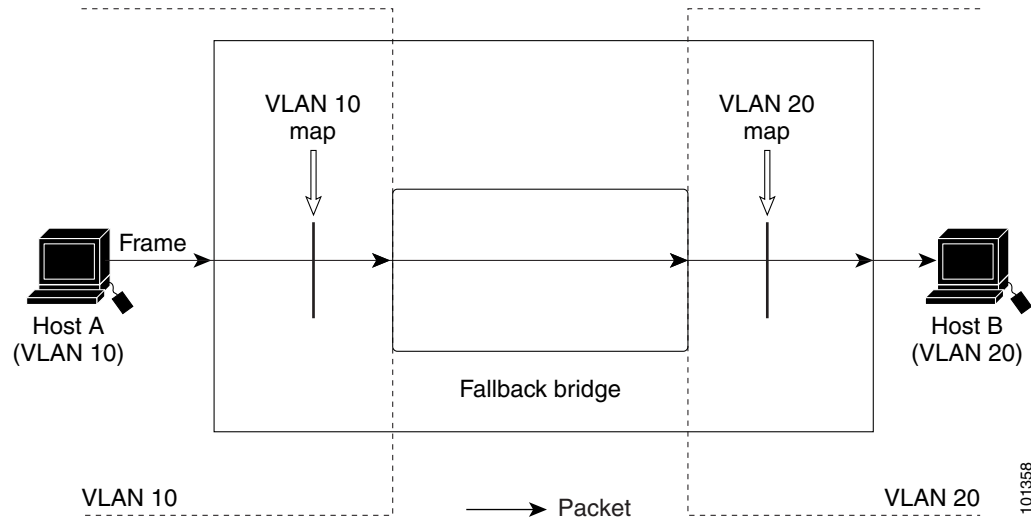 VLAN 10
map
VLAN 20
map
Frame
Host A
(VLAN 10)
Host B
(VLAN 20)
Fallback bridge
VLAN 10
Packet
VLAN 20
101358